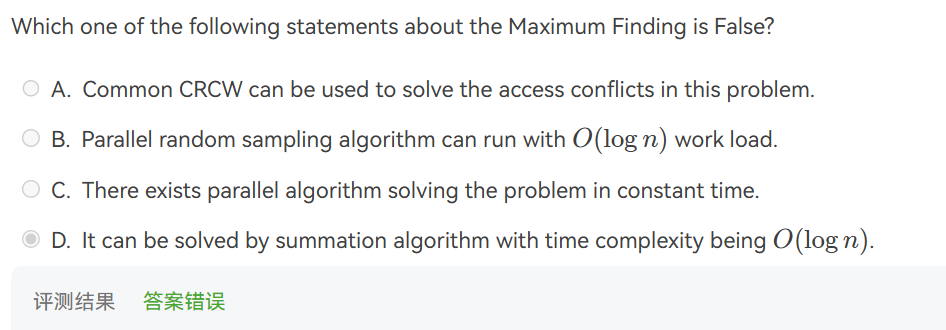 Which one of the following statements about the Maximum Finding is False?
A. Common CRCW can be used to solve the access conflicts in this problem.
B. Parallel random sampling algorithm can run with O(log n) work load.
C. There exists parallel algorithm solving the problem in constant time.
D. It can be solved by summation algorithm with time complexity being O(log n).
评测结果 答案错误